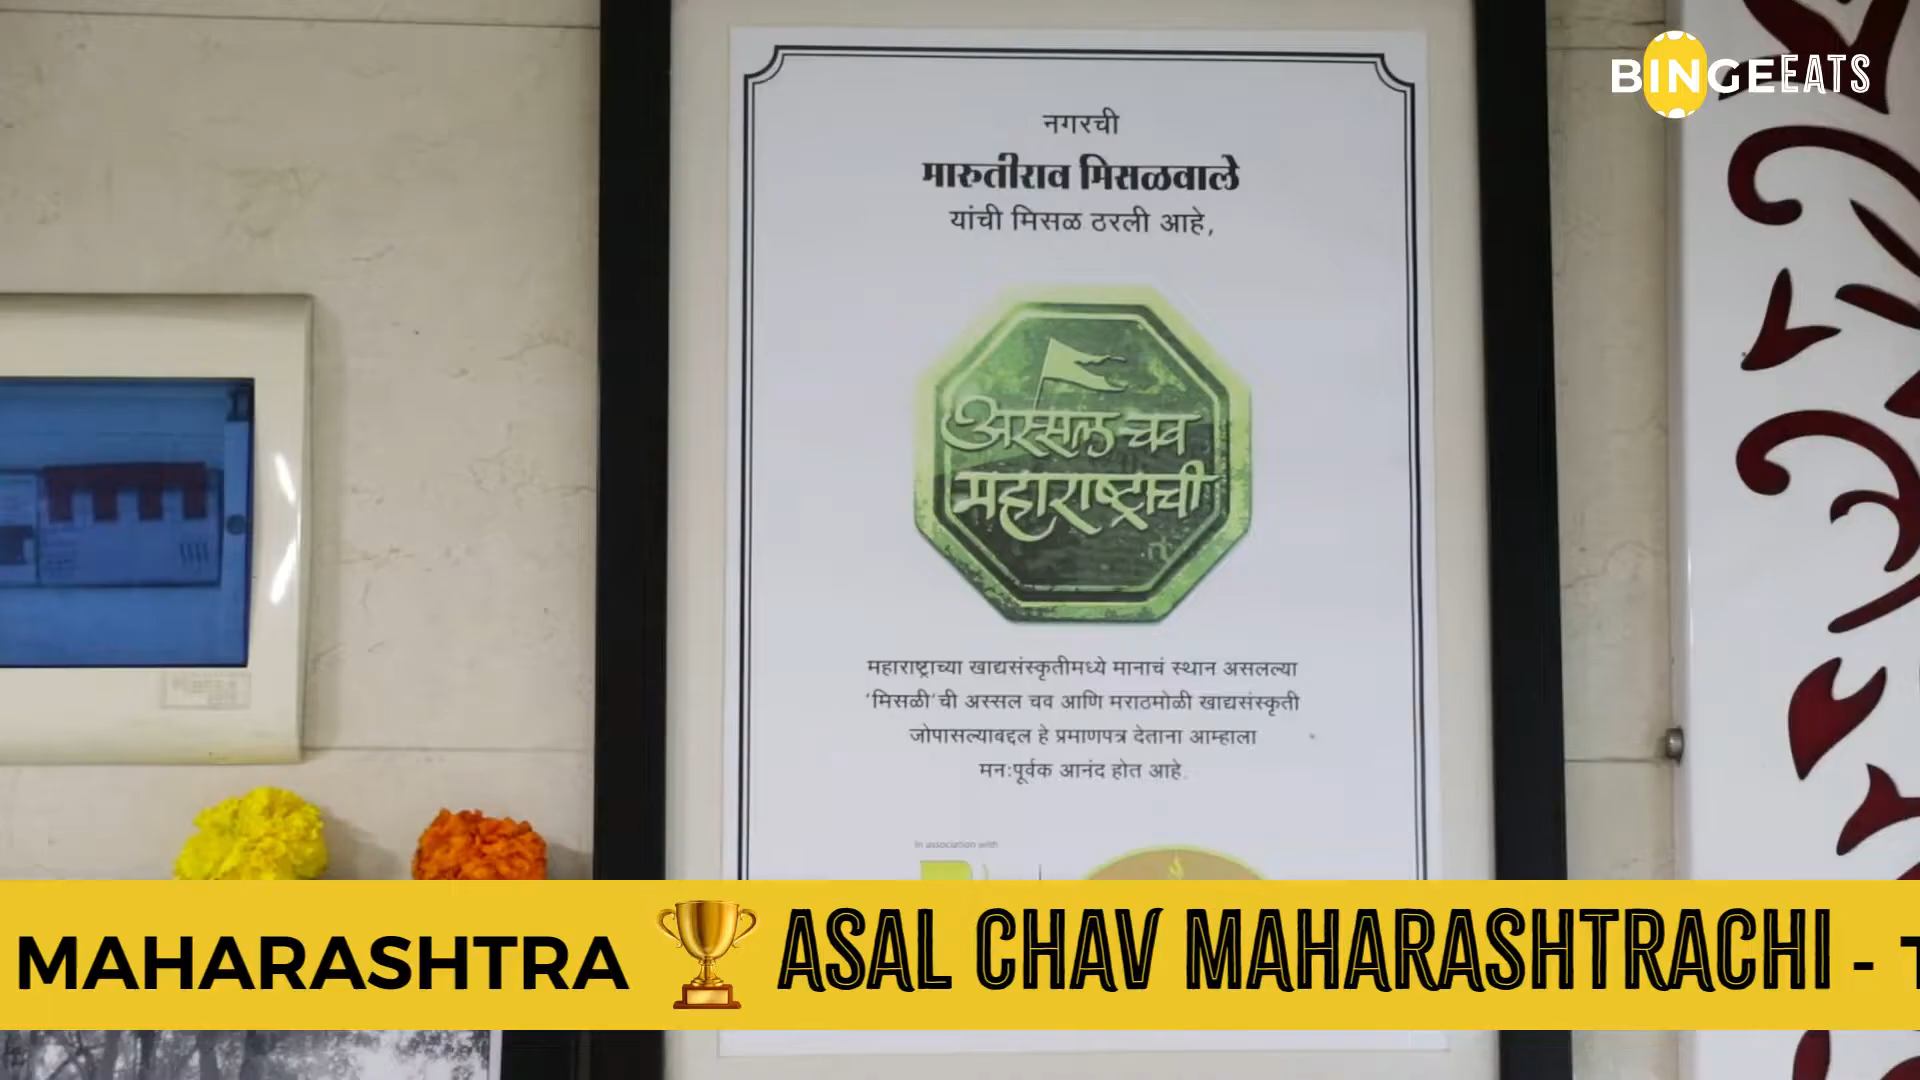 BINGEEATS
नगरची
मारुतीराव मिसळवाले
यांची मिसळ ठरली आहे,
अस्सल चव
महाराष्ट्राची
महाराष्ट्राच्या खाद्यसंस्कृतीमध्ये मानाचं स्थान असलल्या
'मिसळी'ची अस्सल चव आणि मराठमोळी खाद्यसंस्कृती
जोपासल्याबद्दल हे प्रमाणपत्र देताना आम्हाला
मनःपूर्वक आनंद होत आहे.
In association with
MAHARASHTRA ASAL CHAV MAHARASHTRACHI - T